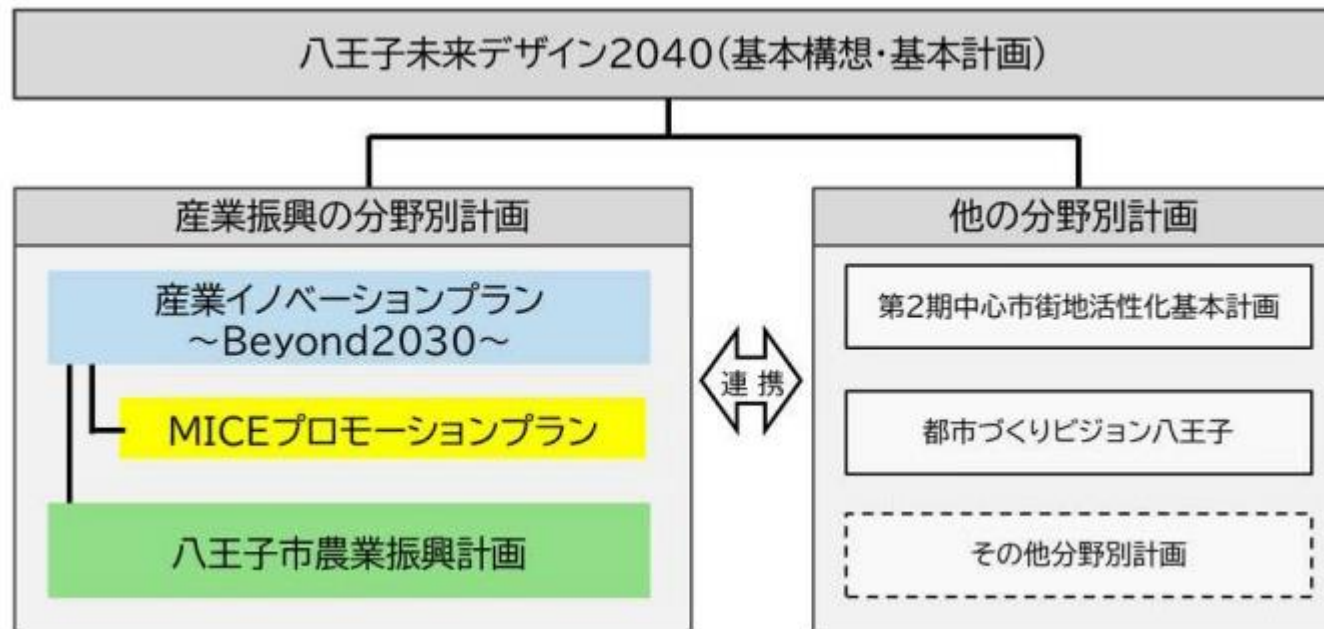 八王子未来デザイン2040(基本構想・基本計画)
産業振興の分野別計画
産業イノベーションプラン
～Beyond2030～
MICEプロモーションプラン
八王子市農業振興計画
連携
他の分野別計画
第2期中心市街地活性化基本計画
都市づくりビジョン八王子
その他分野別計画